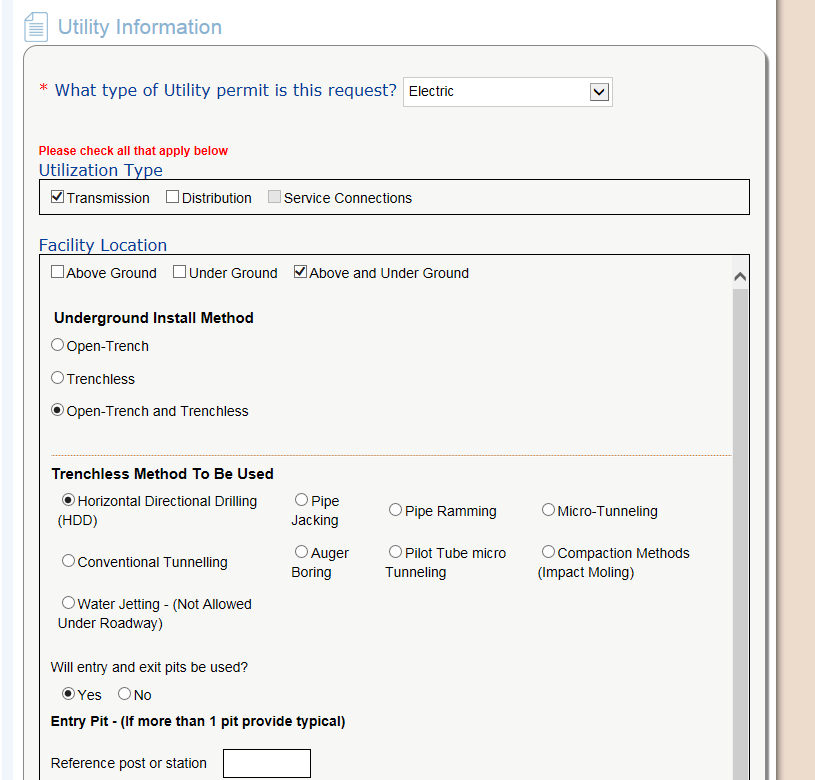 Utility Information
* What type of Utility permit is this request? Electric
Please check all that apply below
Utilization Type
Transmission Distribution Service Connections
Facility Location
Above Ground Under Ground Above and Under Ground
Underground Install Method
Open-Trench
Trenchless
Open-Trench and Trenchless
Trenchless Method To Be Used
Horizontal Directional Drilling (HDD)
Pipe Jacking
Pipe Ramming
Micro-Tunneling
Conventional Tunnelling
Auger Boring
Pilot Tube micro Tunneling
Compaction Methods (Impact Moling)
Water Jetting - (Not Allowed Under Roadway)
Will entry and exit pits be used?
Yes No
Entry Pit - (If more than 1 pit provide typical)
Reference post or station